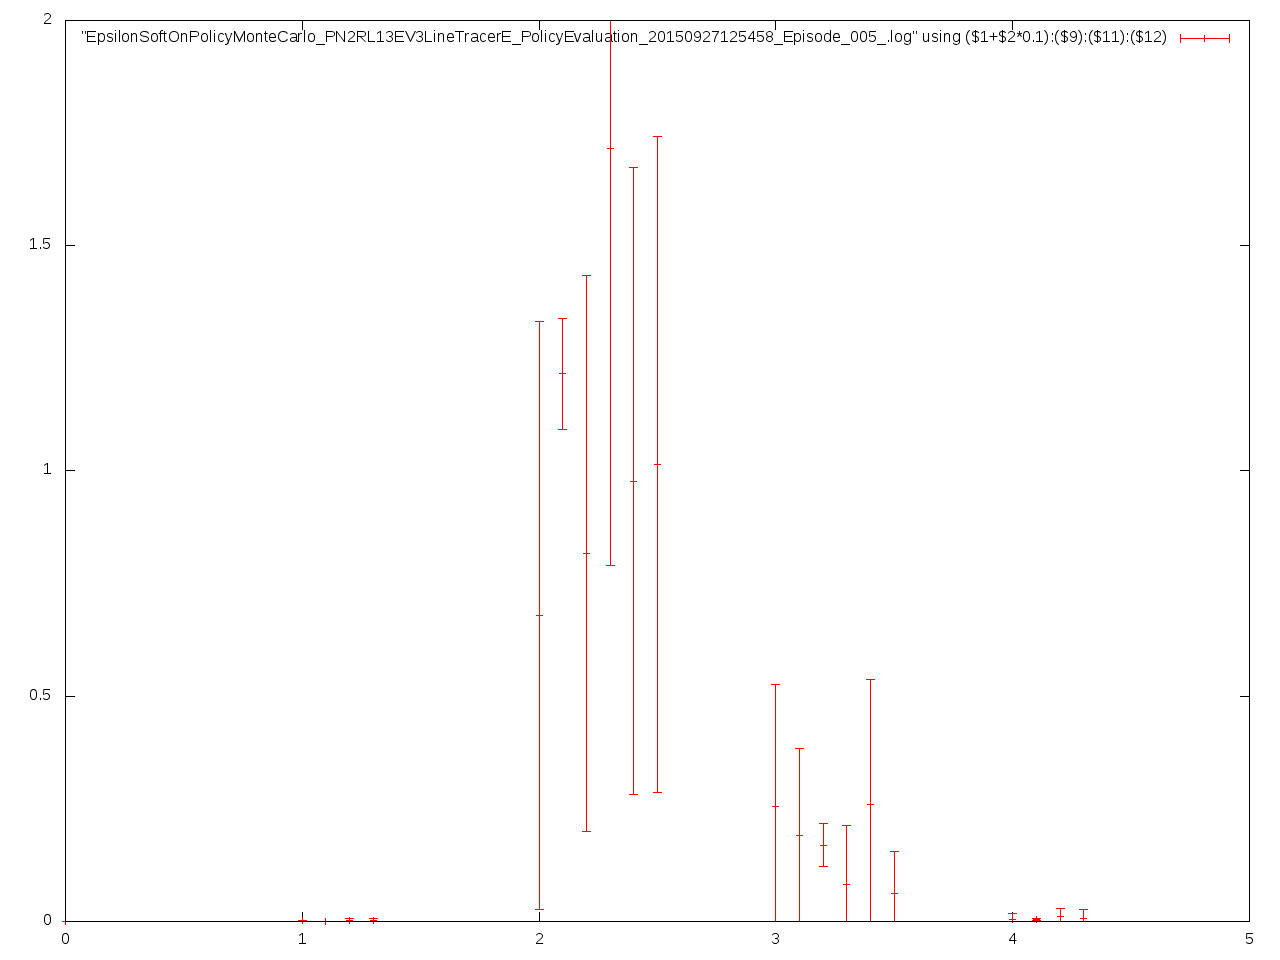 2
"EpsilonSoftOnPolicyMonteCarlo_PN2RL13EV3LineTracerE_PolicyEvaluation_20150927125458_Episode_005_.log" using ($1+$2*0.1):($9):($11):($12)
1.5
1
0.5
0
0 1 2 3 4 5